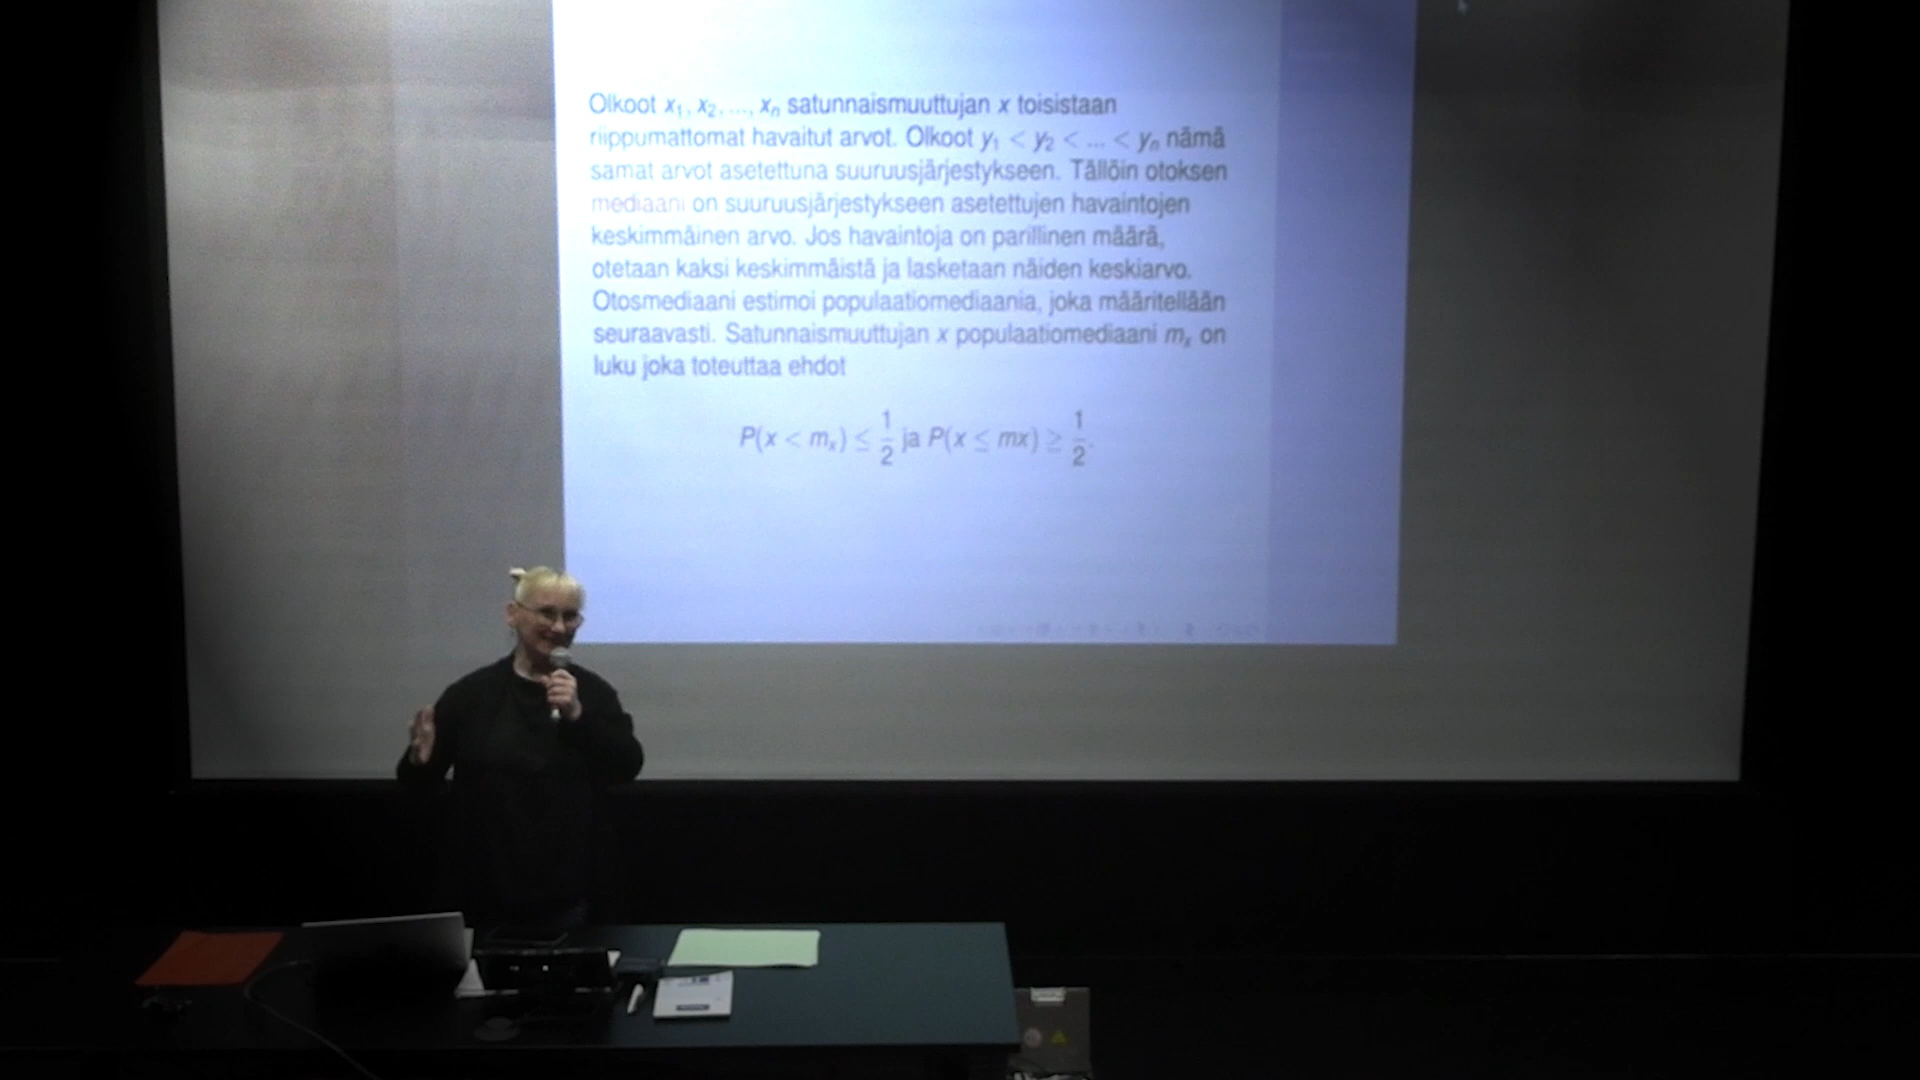 Olkoot x₁, x₂, ..., xₙ satunnaismuuttujan x toisistaan
riippumattomat havaitut arvot. Olkoot y₁ < y₂ < ... < yₙ nämä
samat arvot asetettuna suuruusjärjestykseen. Tällöin otoksen
mediaani on suuruusjärjestykseen asetettujen havaintojen
keskimmäinen arvo. Jos havaintoja on parillinen määrä,
otetaan kaksi keskimmäistä ja lasketaan näiden keskiarvo.
Otosmediaani estimoi populaatiomediaania, joka määritellään
seuraavasti. Satunnaismuuttujan x populaatiomediaani mₓ on
luku joka toteuttaa ehdot
P(x < mₓ) ≤ 1/2 ja P(x ≤ mx) ≥ 1/2.